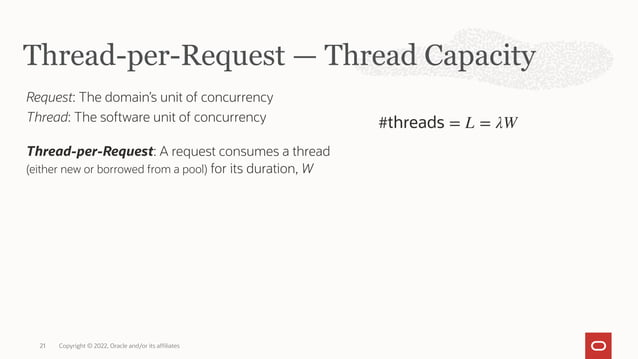 Thread-per-Request — Thread Capacity
Request: The domain’s unit of concurrency
Thread: The software unit of concurrency
#threads = L = λW
Thread-per-Request: A request consumes a thread
(either new or borrowed from a pool) for its duration, W
21 Copyright © 2022, Oracle and/or its affiliates